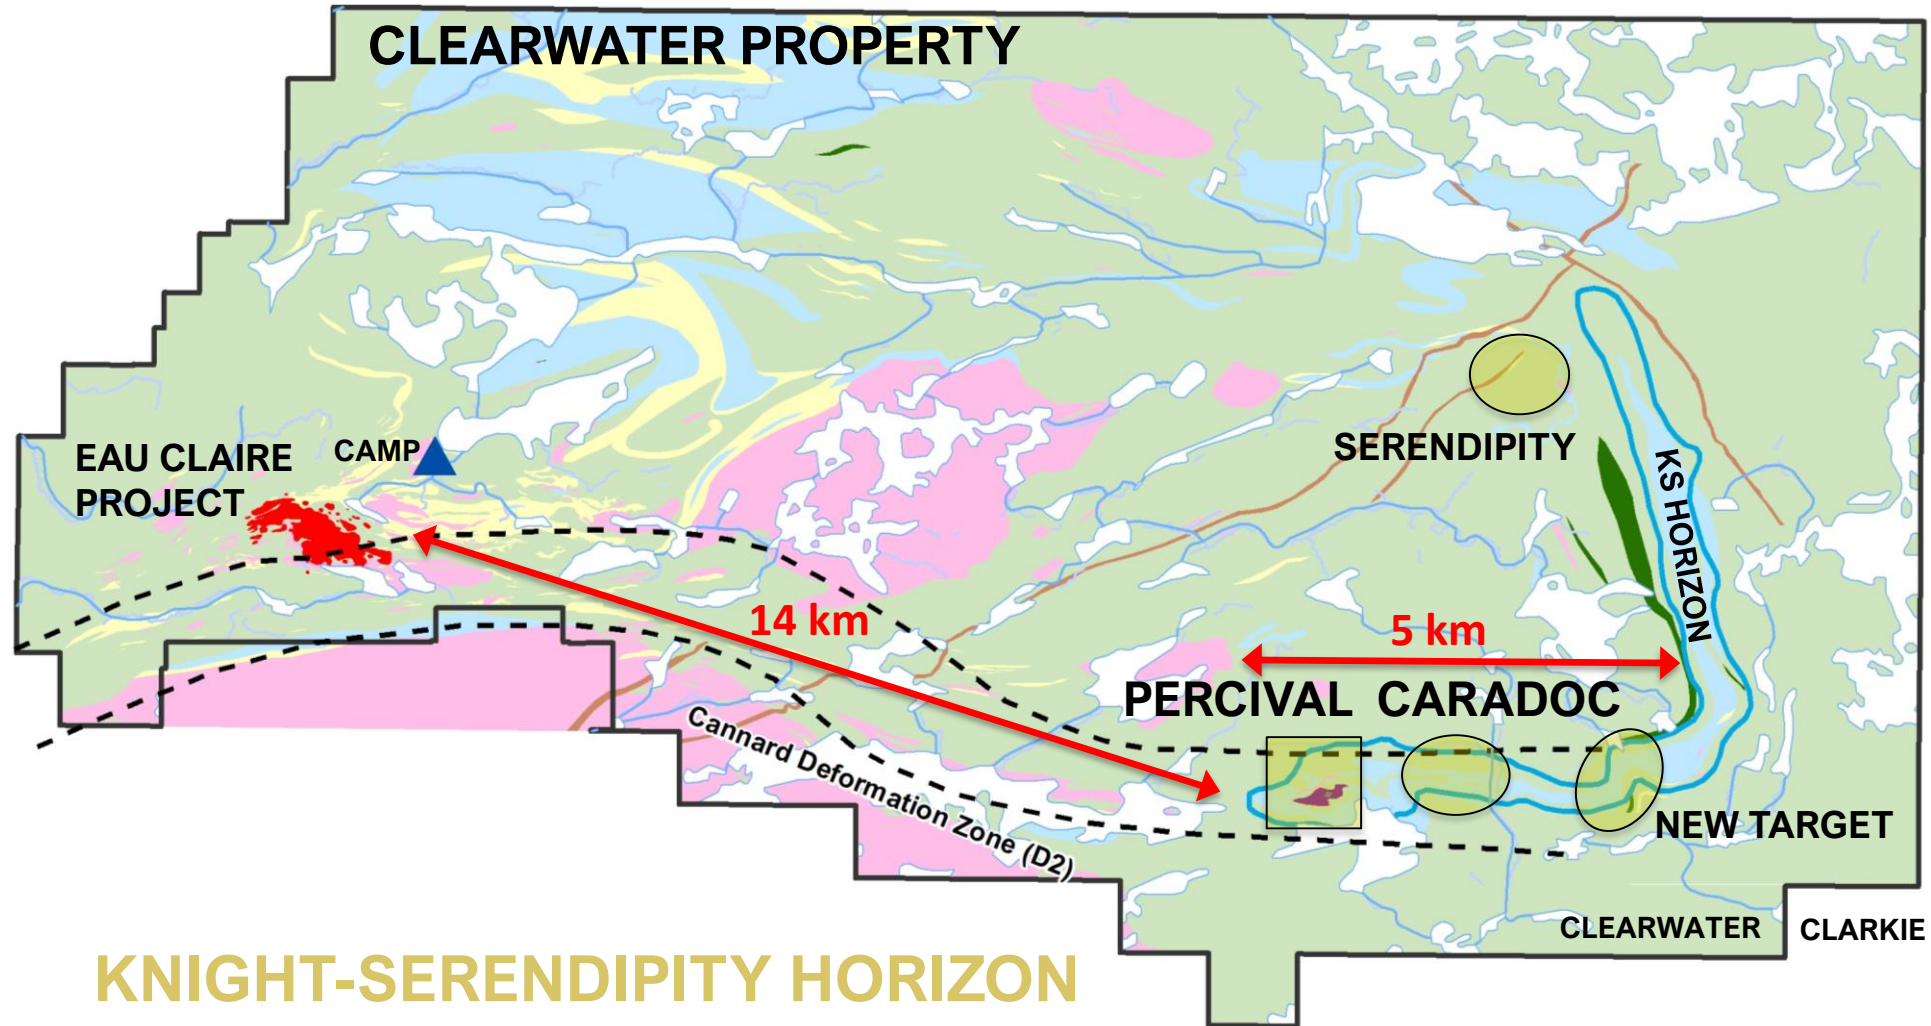 CLEARWATER PROPERTY
EAU CLAIRE
PROJECT
CAMP
SERENDIPITY
KS HORIZON
14 km
5 km
PERCIVAL CARADOC
Cannard Deformation Zone (D2)
NEW TARGET
CLEARWATER
CLARKIE
KNIGHT-SERENDIPITY HORIZON